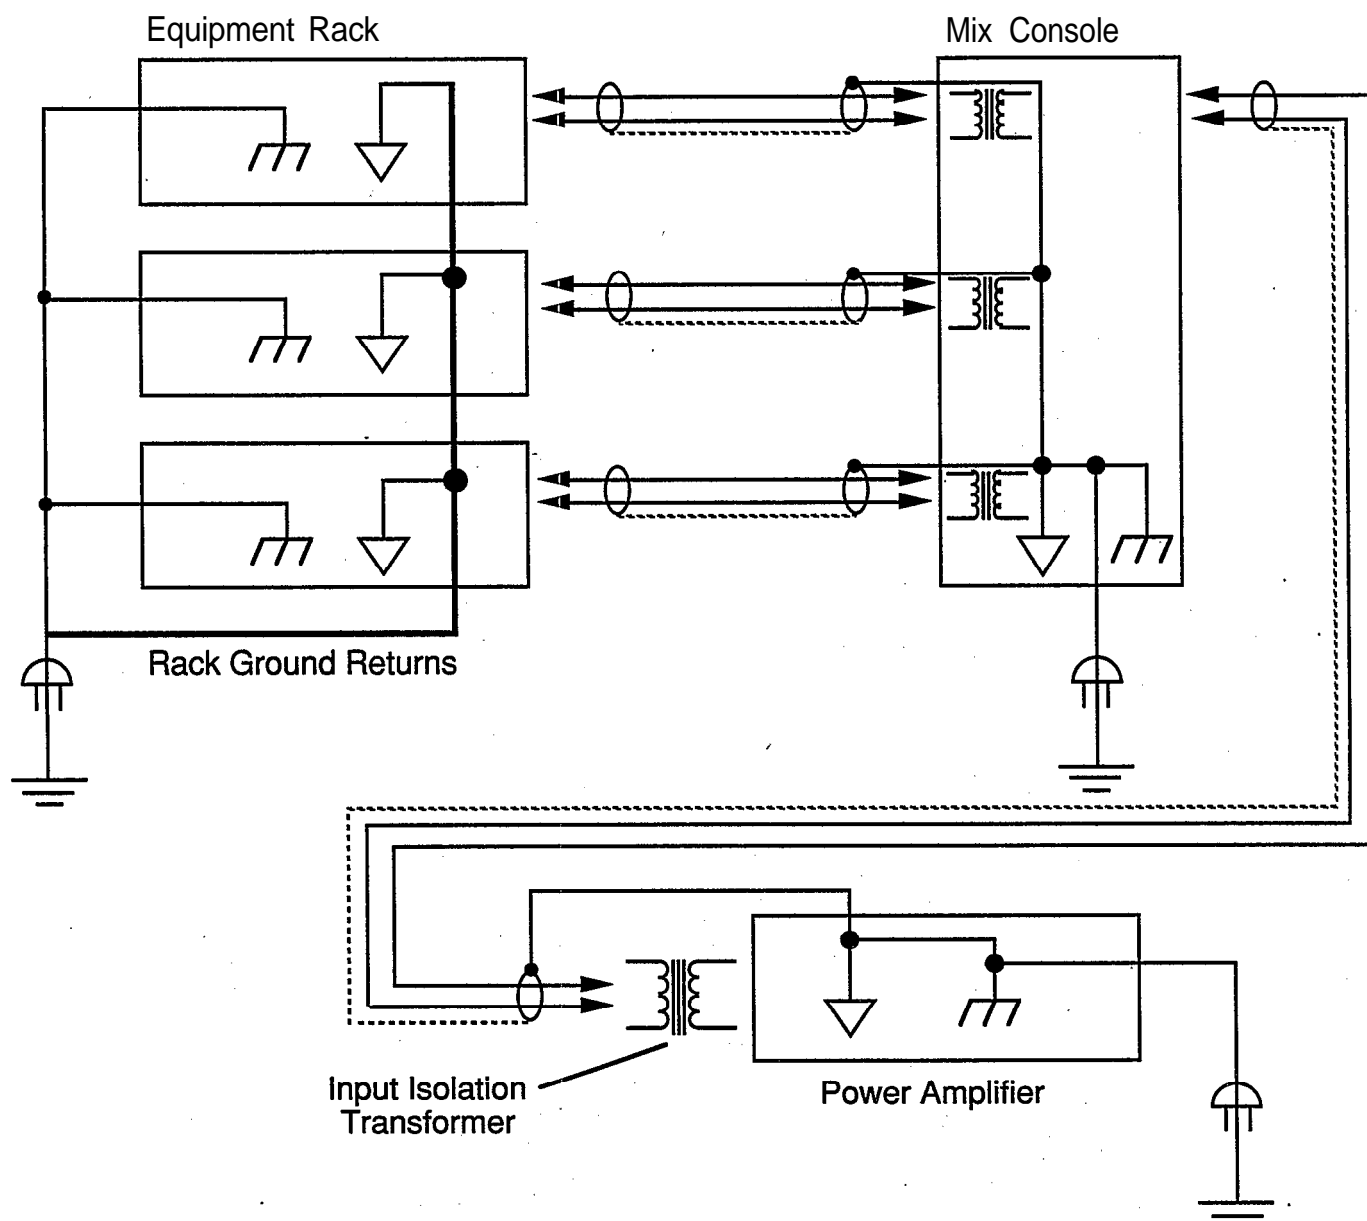 Equipment Rack
Mix Console
Rack Ground Returns
Input Isolation
Transformer
Power Amplifier